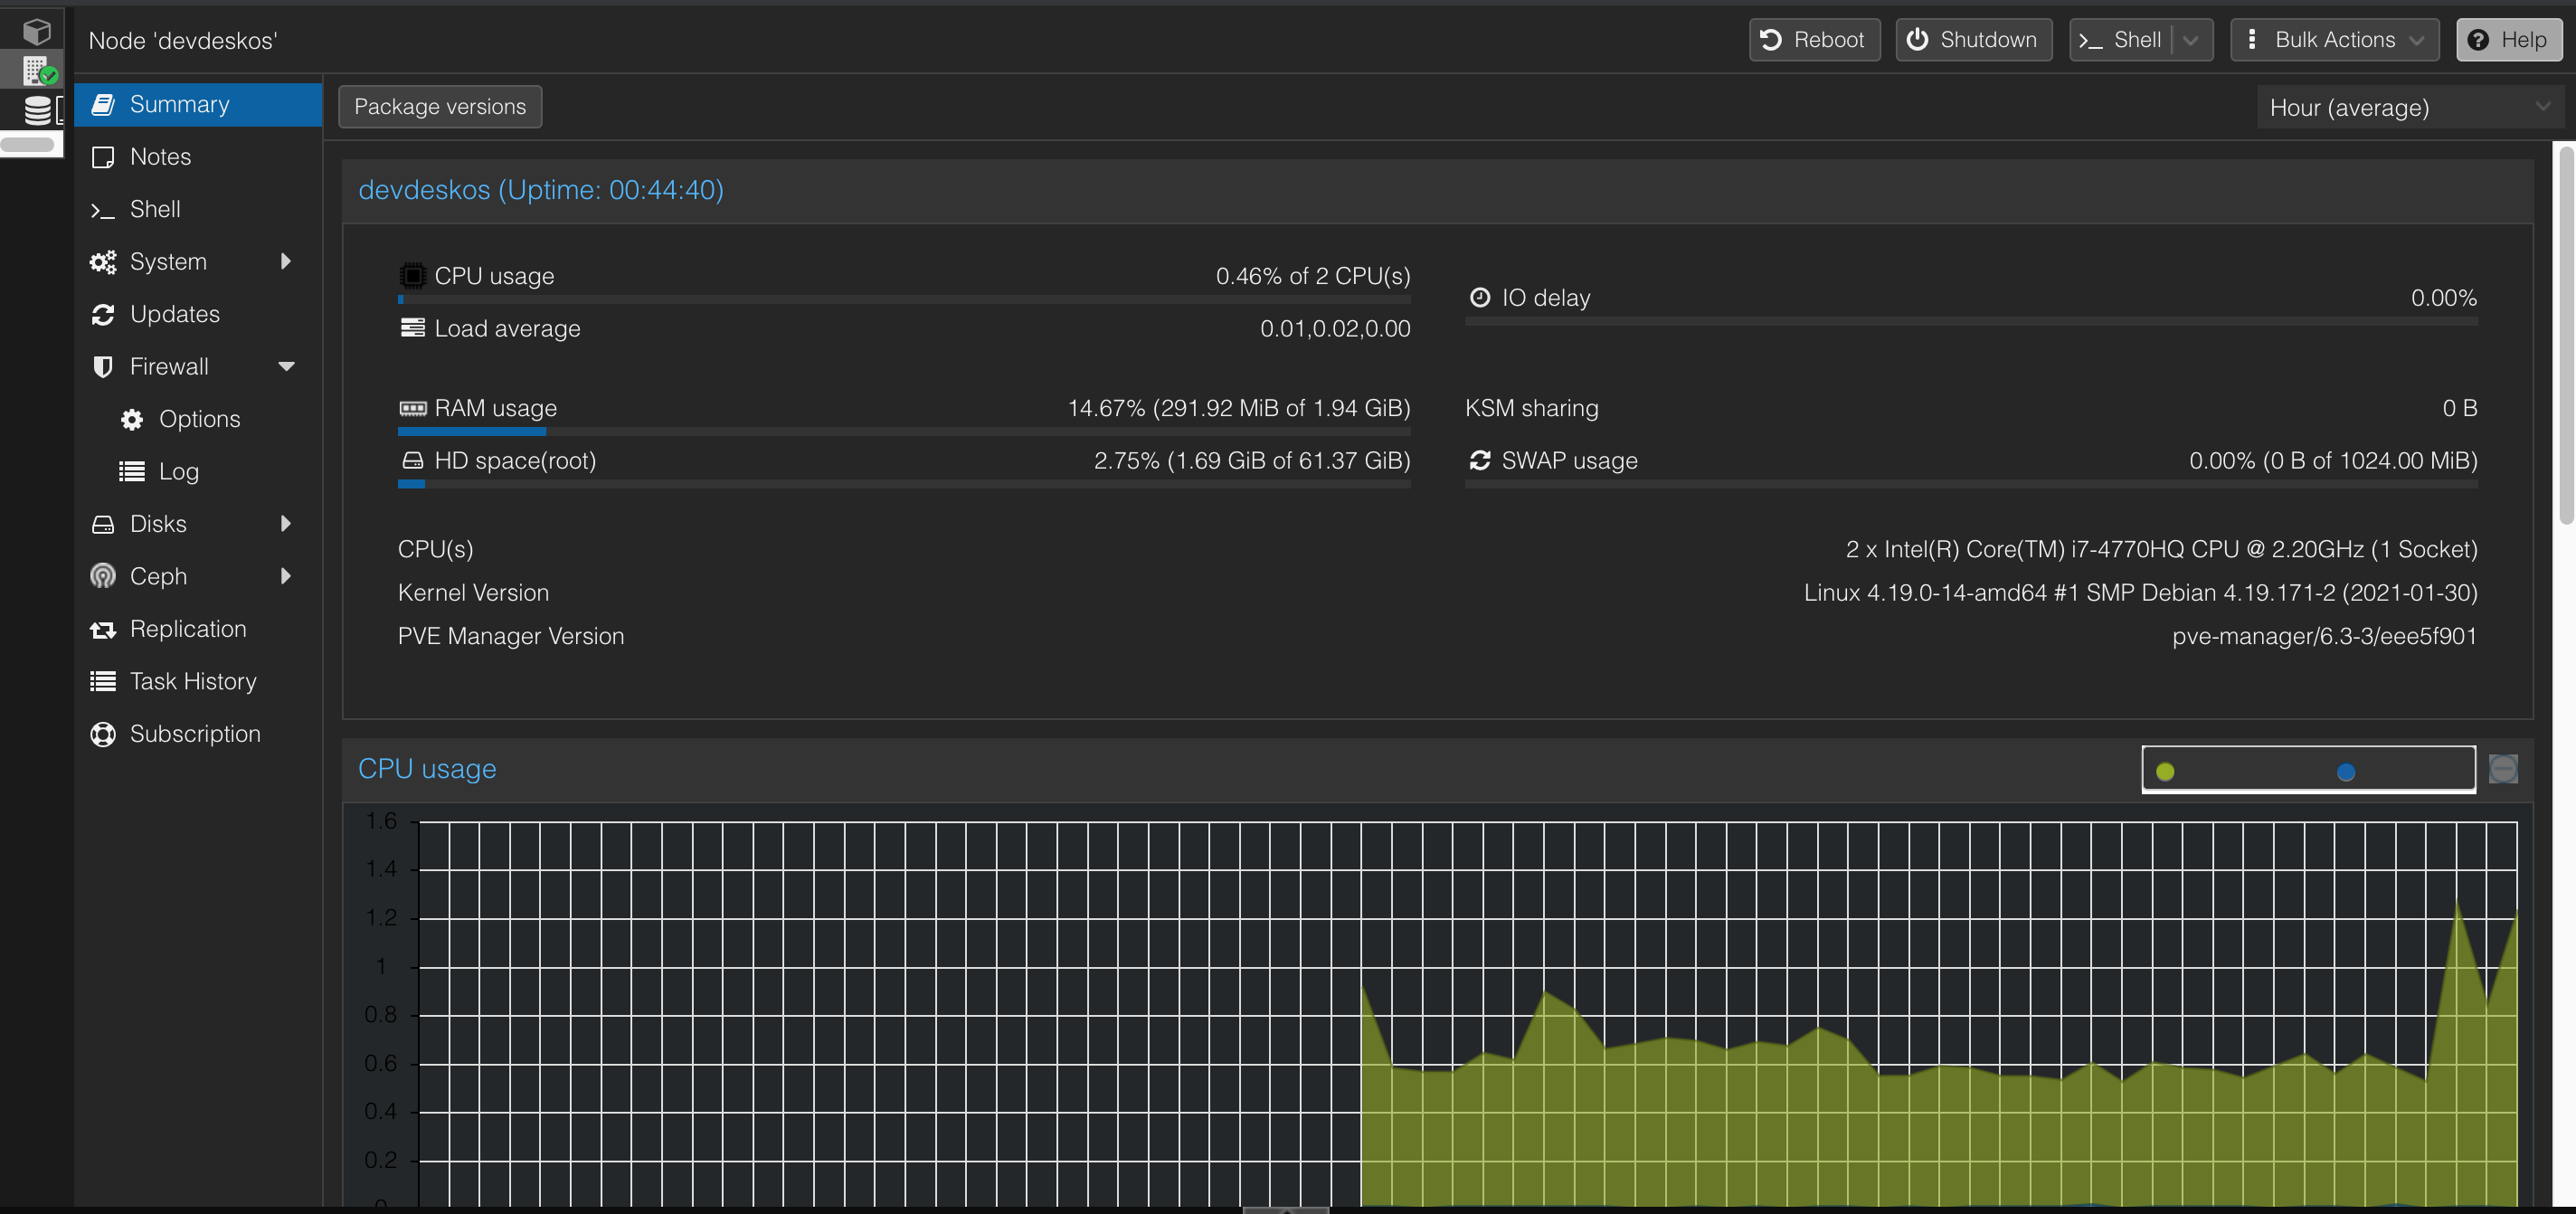 Node 'devdeskos'
Reboot
Shutdown
Shell
Bulk Actions
Help
Summary
Notes
Shell
System
Updates
Firewall
Options
Log
Disks
Ceph
Replication
Task History
Subscription
Package versions
Hour (average)
devdeskos (Uptime: 00:44:40)
CPU usage 0.46% of 2 CPU(s)
Load average 0.01,0.02,0.00
IO delay 0.00%
RAM usage 14.67% (291.92 MiB of 1.94 GiB)
HD space(root) 2.75% (1.69 GiB of 61.37 GiB)
KSM sharing 0 B
SWAP usage 0.00% (0 B of 1024.00 MiB)
CPU(s) 2 x Intel(R) Core(TM) i7-4770HQ CPU @ 2.20GHz (1 Socket)
Kernel Version Linux 4.19.0-14-amd64 #1 SMP Debian 4.19.171-2 (2021-01-30)
PVE Manager Version pve-manager/6.3-3/eee5f901
CPU usage
1.6
1.4
1.2
1
0.8
0.6
0.4
0.2